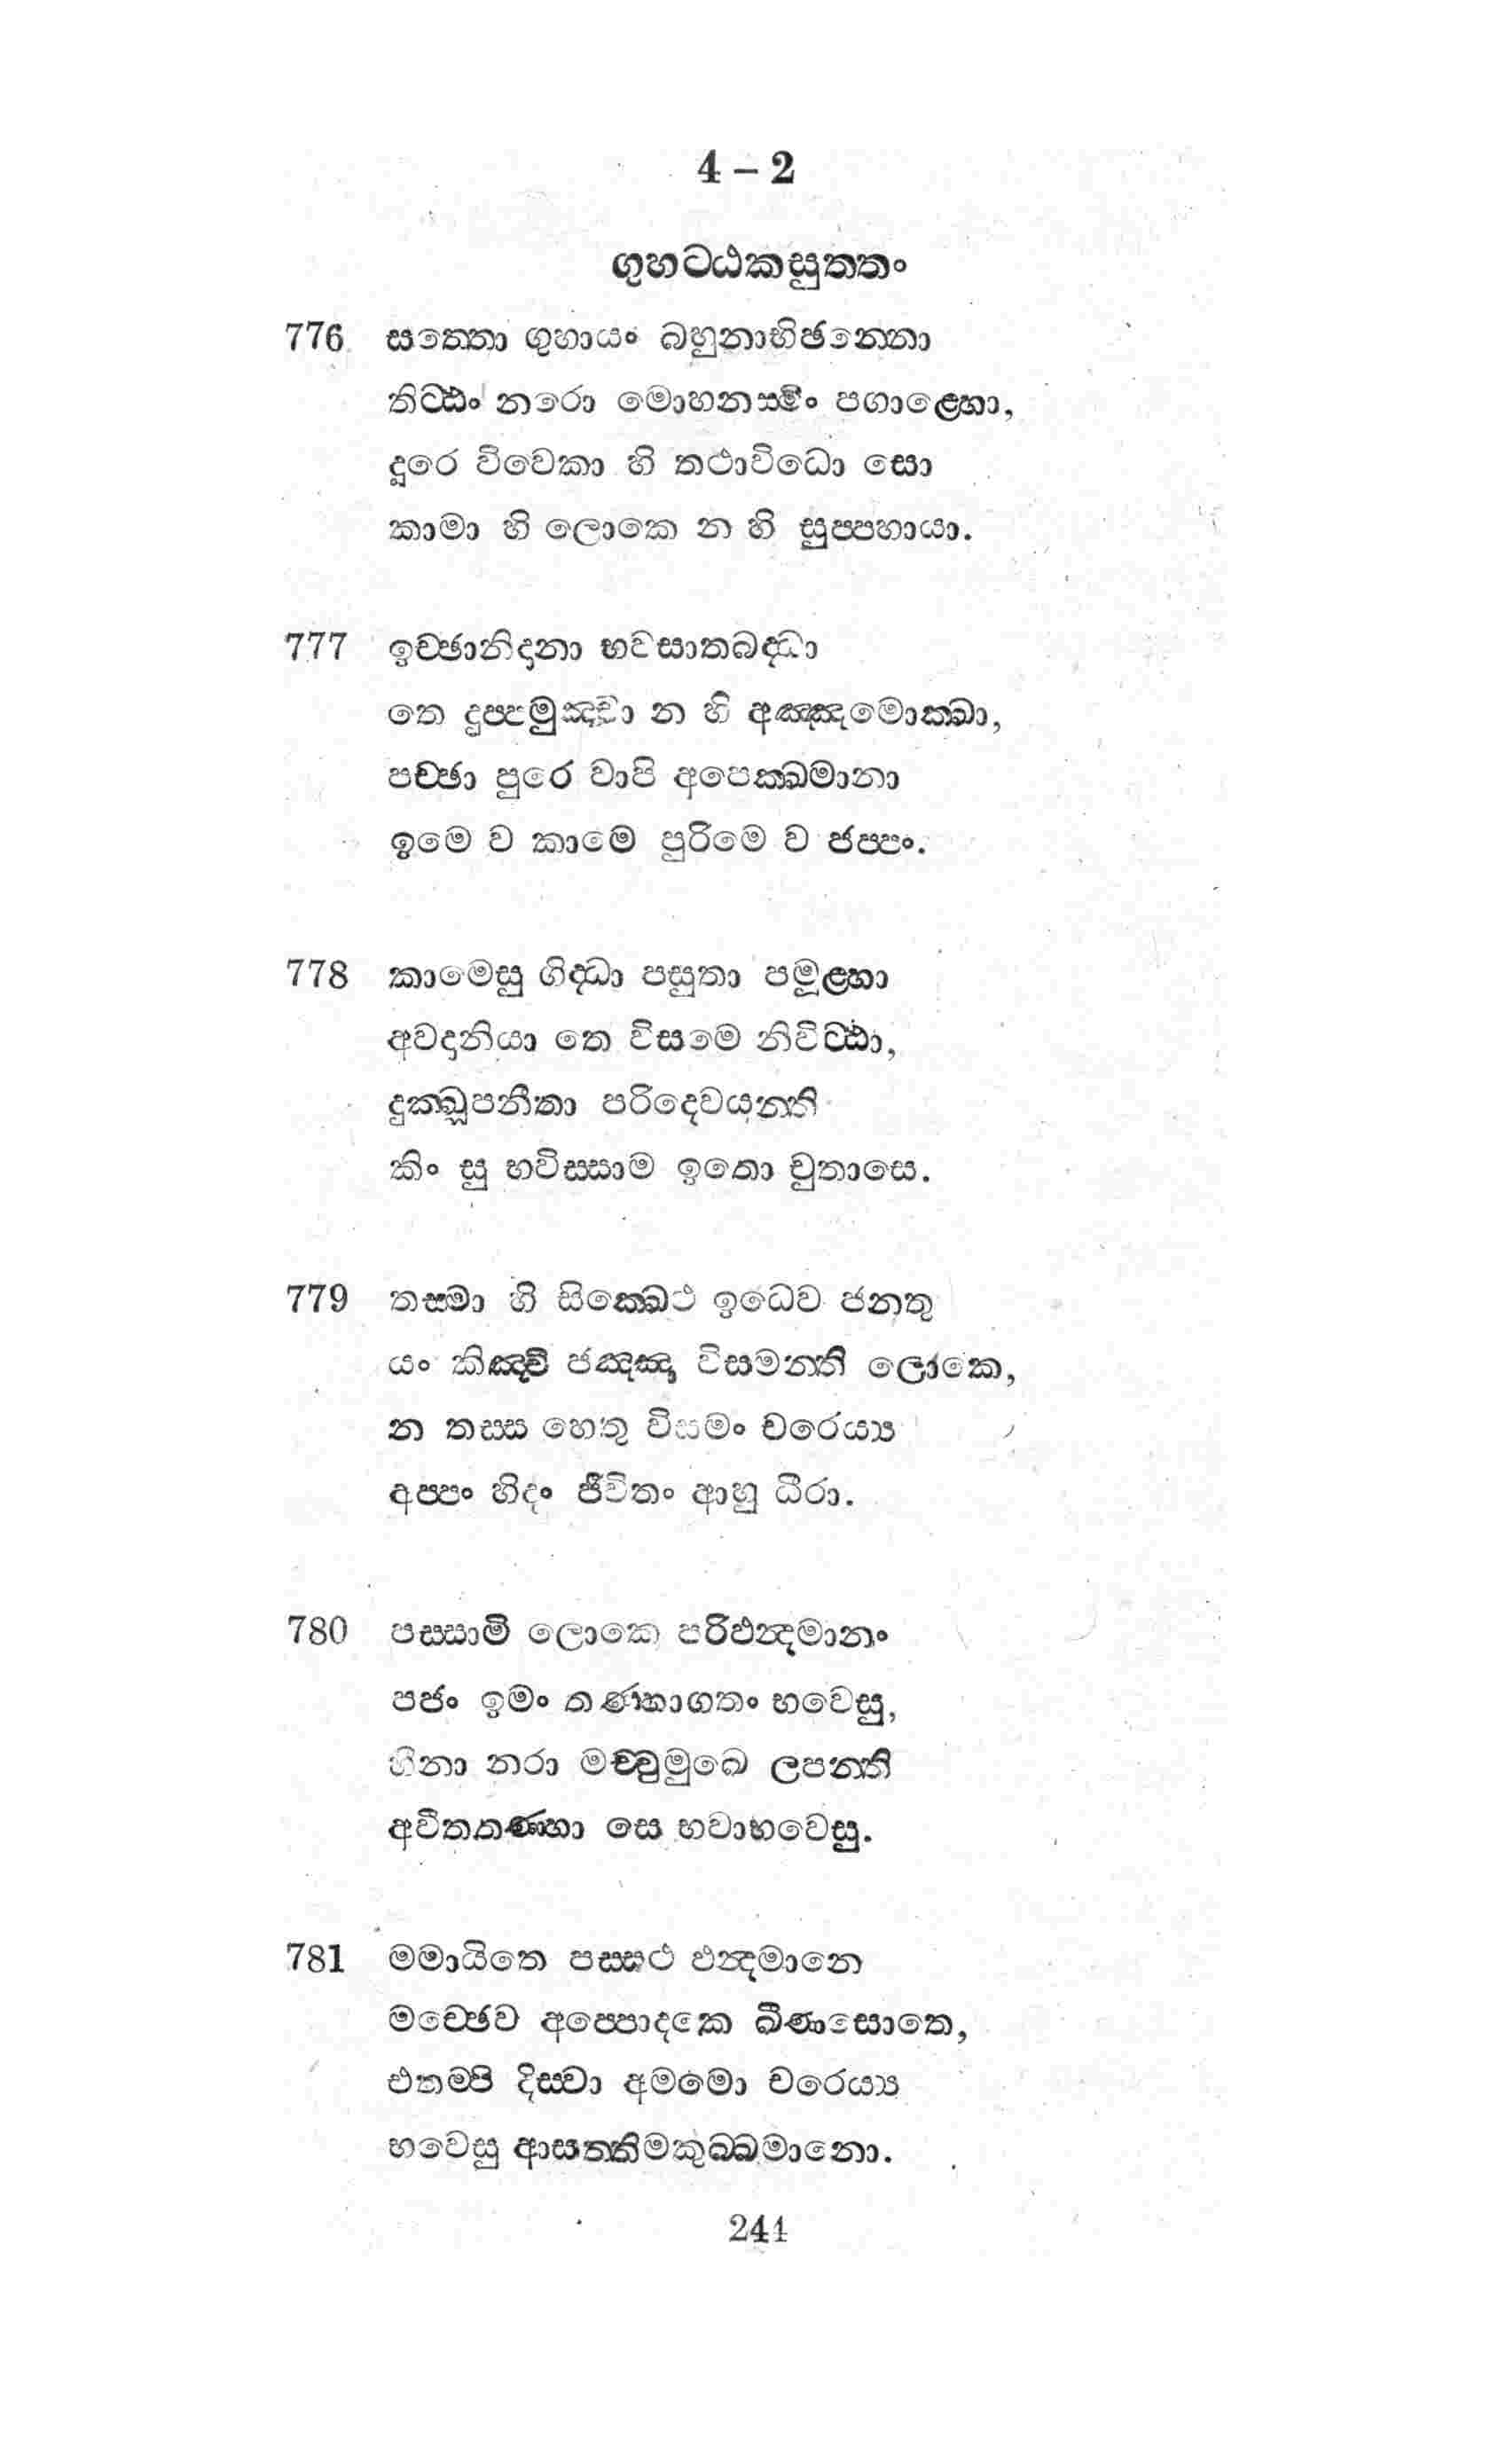 4 – 2
ගුහට්ඨකසුත්තං
776 සත්තො ගුහායං බහුනාභිඡන්නො
තිට්ඨං නරො මොහනස්මිං පගාළ්හො,
දූරෙ විවෙකා හි තථාවිධො සො
කාමා හි ලොකෙ න හි සුප්පහායා.
777 ඉච්ඡානිදානා භවසාතබද්ධා
තෙ දුප්පමුඤ්චා න හි අඤ්ඤමොක්ඛා,
පච්ඡා පුරෙ වාපි අපෙක්ඛමානා
ඉමෙ ව කාමෙ පුරිමෙ ව ජප්පං.
778 කාමෙසු ගිද්ධා පසුතා පමූළ්හා
අවදානියා තෙ විසමෙ නිවිට්ඨා,
දුක්ඛූපනීතා පරිදෙවයන්ති
කිං සු භවිස්සාම ඉතො චුතාසෙ.
779 තස්මා හි සික්ඛෙථ ඉධෙව ජන්තු
යං කිඤ්චි ජඤ්ඤා විසමන්ති ලොකෙ,
න තස්ස හෙතු විසමං චරෙය්‍ය
අප්පං හිදං ජීවිතං ආහු ධීරා.
780 පස්සාමි ලොකෙ පරිඵන්දමානං
පජං ඉමං තණ්හාගතං භවෙසු,
හීනා නරා මච්චුමුඛෙ ලපන්ති
අවීතතණ්හා සෙ භවාභවෙසු.
781 මමායිතෙ පස්සථ ඵන්දමානෙ
මච්ඡෙව අප්පොදකෙ ඛීණසොතෙ,
එතම්පි දිස්වා අමමො චරෙය්‍ය
භවෙසු ආසත්තිමකුබ්බමානො.
241